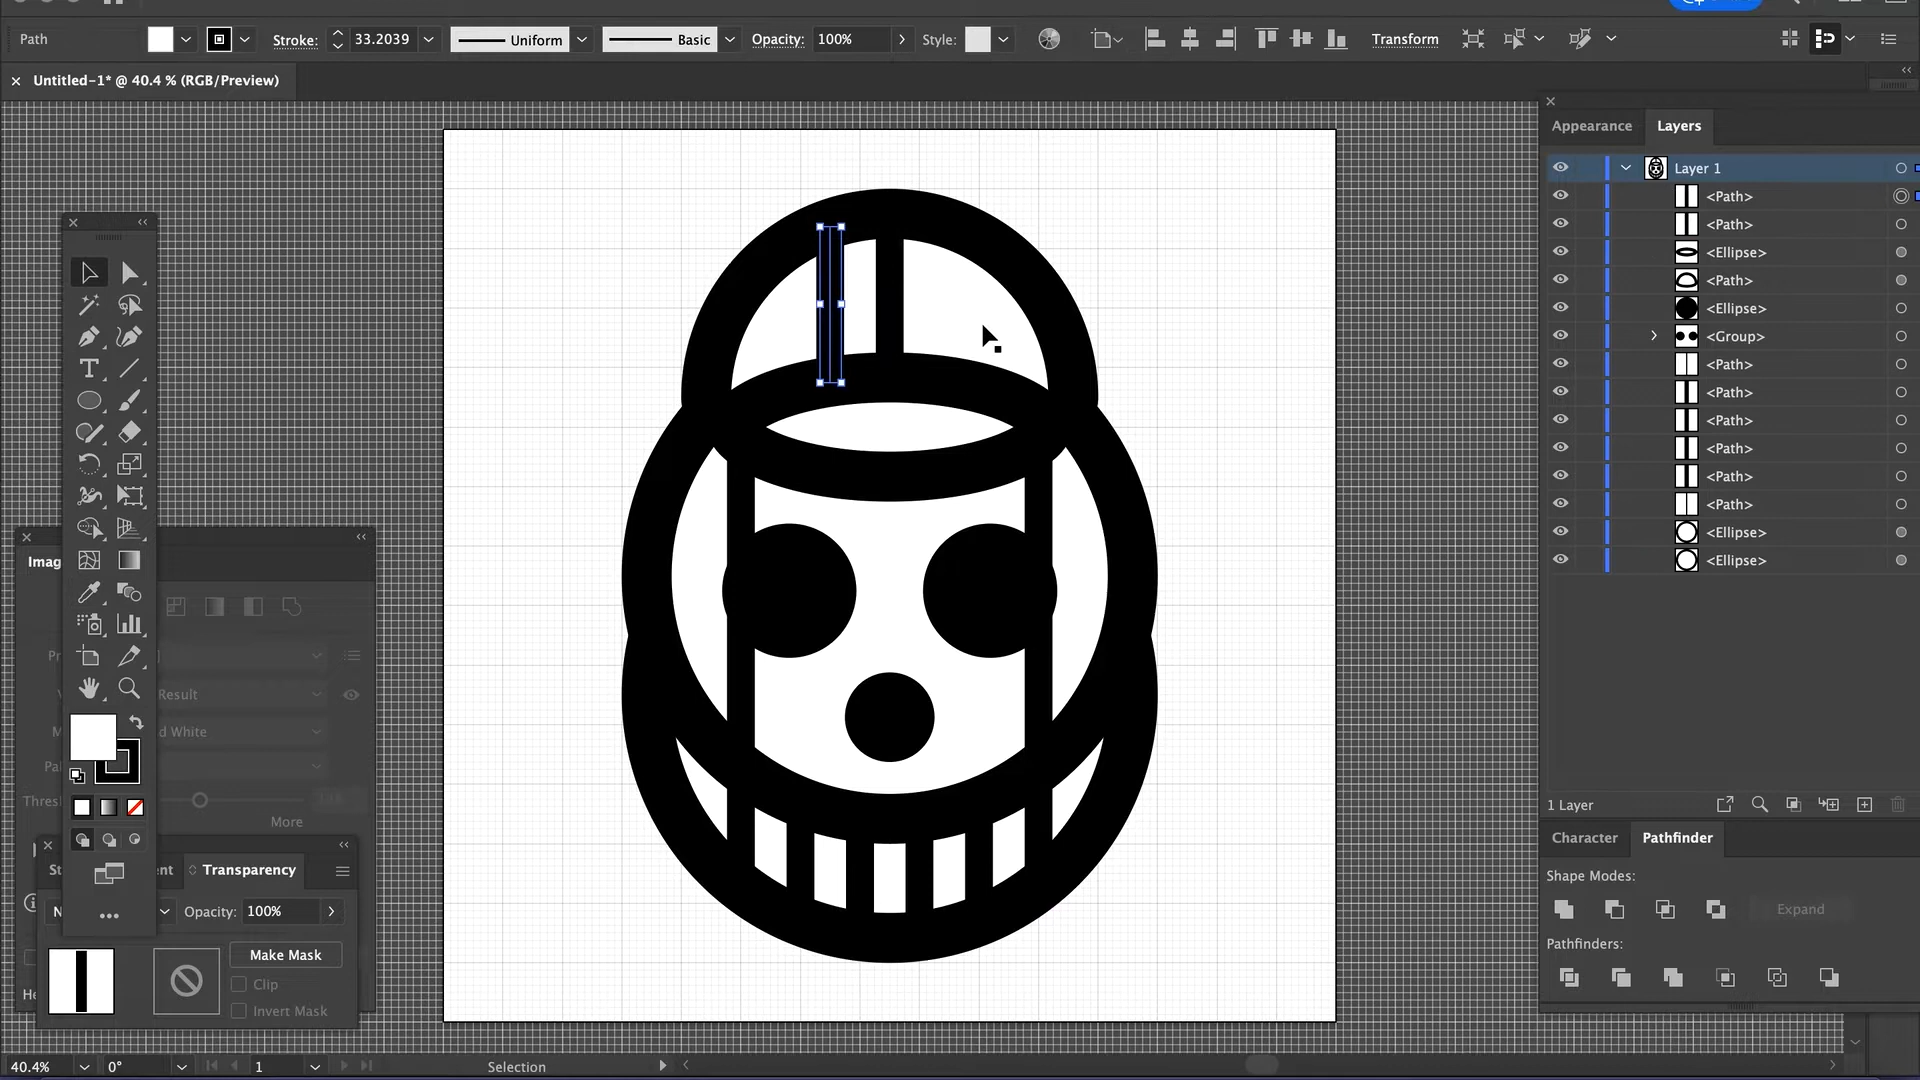 Path
Stroke:
33.2039
Uniform
Basic
Opacity:
100%
Style:
Transform
Untitled-1* @ 40.4 % (RGB/Preview)
Appearance
Layers
Layer 1
<Path>
<Path>
<Ellipse>
<Path>
<Ellipse>
<Group>
<Path>
<Path>
<Path>
<Path>
<Path>
<Path>
<Ellipse>
<Ellipse>
1 Layer
Character
Pathfinder
Shape Modes:
Expand
Pathfinders:
Imag
Result
d White
Thresh
More
Transparency
Opacity:
100%
Make Mask
Clip
Invert Mask
40.4%
0°
1
Selection